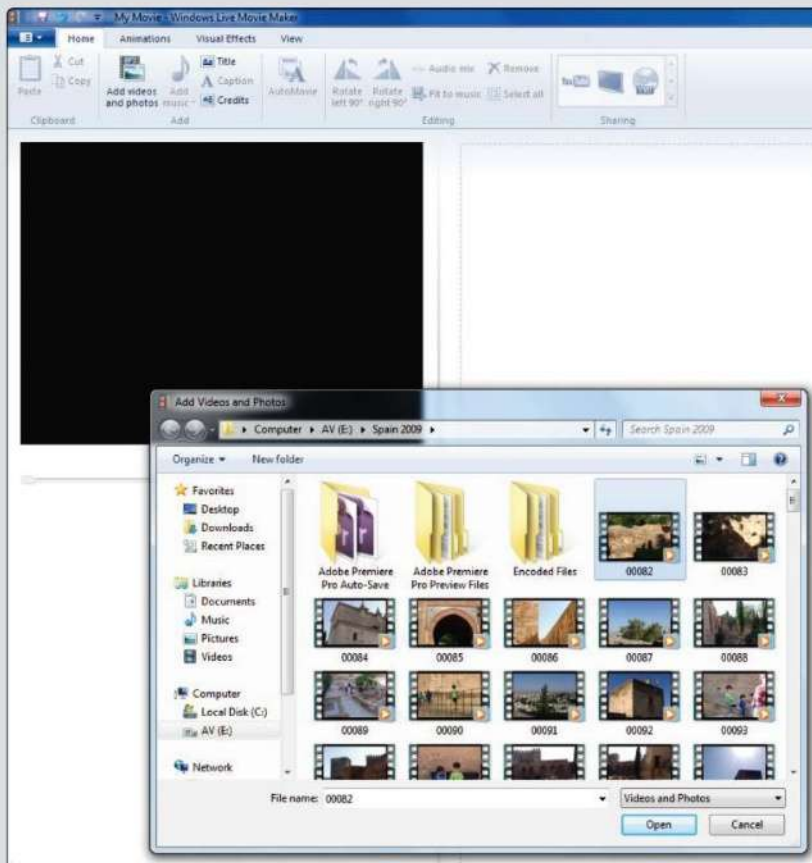 My Movie - Windows Live Movie Maker
Home Animations Visual Effects View
Paste
Cut
Copy
Clipboard
Add videos and photos
Add music
Title
Caption
Credits
Add
AutoMovie
Rotate left 90°
Rotate right 90°
Audio mix
Fit to music
Remove
Select all
Editing
YouTube
Sharing
Add Videos and Photos
Computer AV (E:) Spain 2009
Search Spain 2009
Organize New folder
Favorites
Desktop
Downloads
Recent Places
Libraries
Documents
Music
Pictures
Videos
Computer
Local Disk (C:)
AV (E:)
Network
Adobe Premiere Pro Auto-Save
Adobe Premiere Pro Preview Files
Encoded Files
00082
00083
00084
00085
00086
00087
00088
00089
00090
00091
00092
00093
File name: 00082
Videos and Photos
Open
Cancel